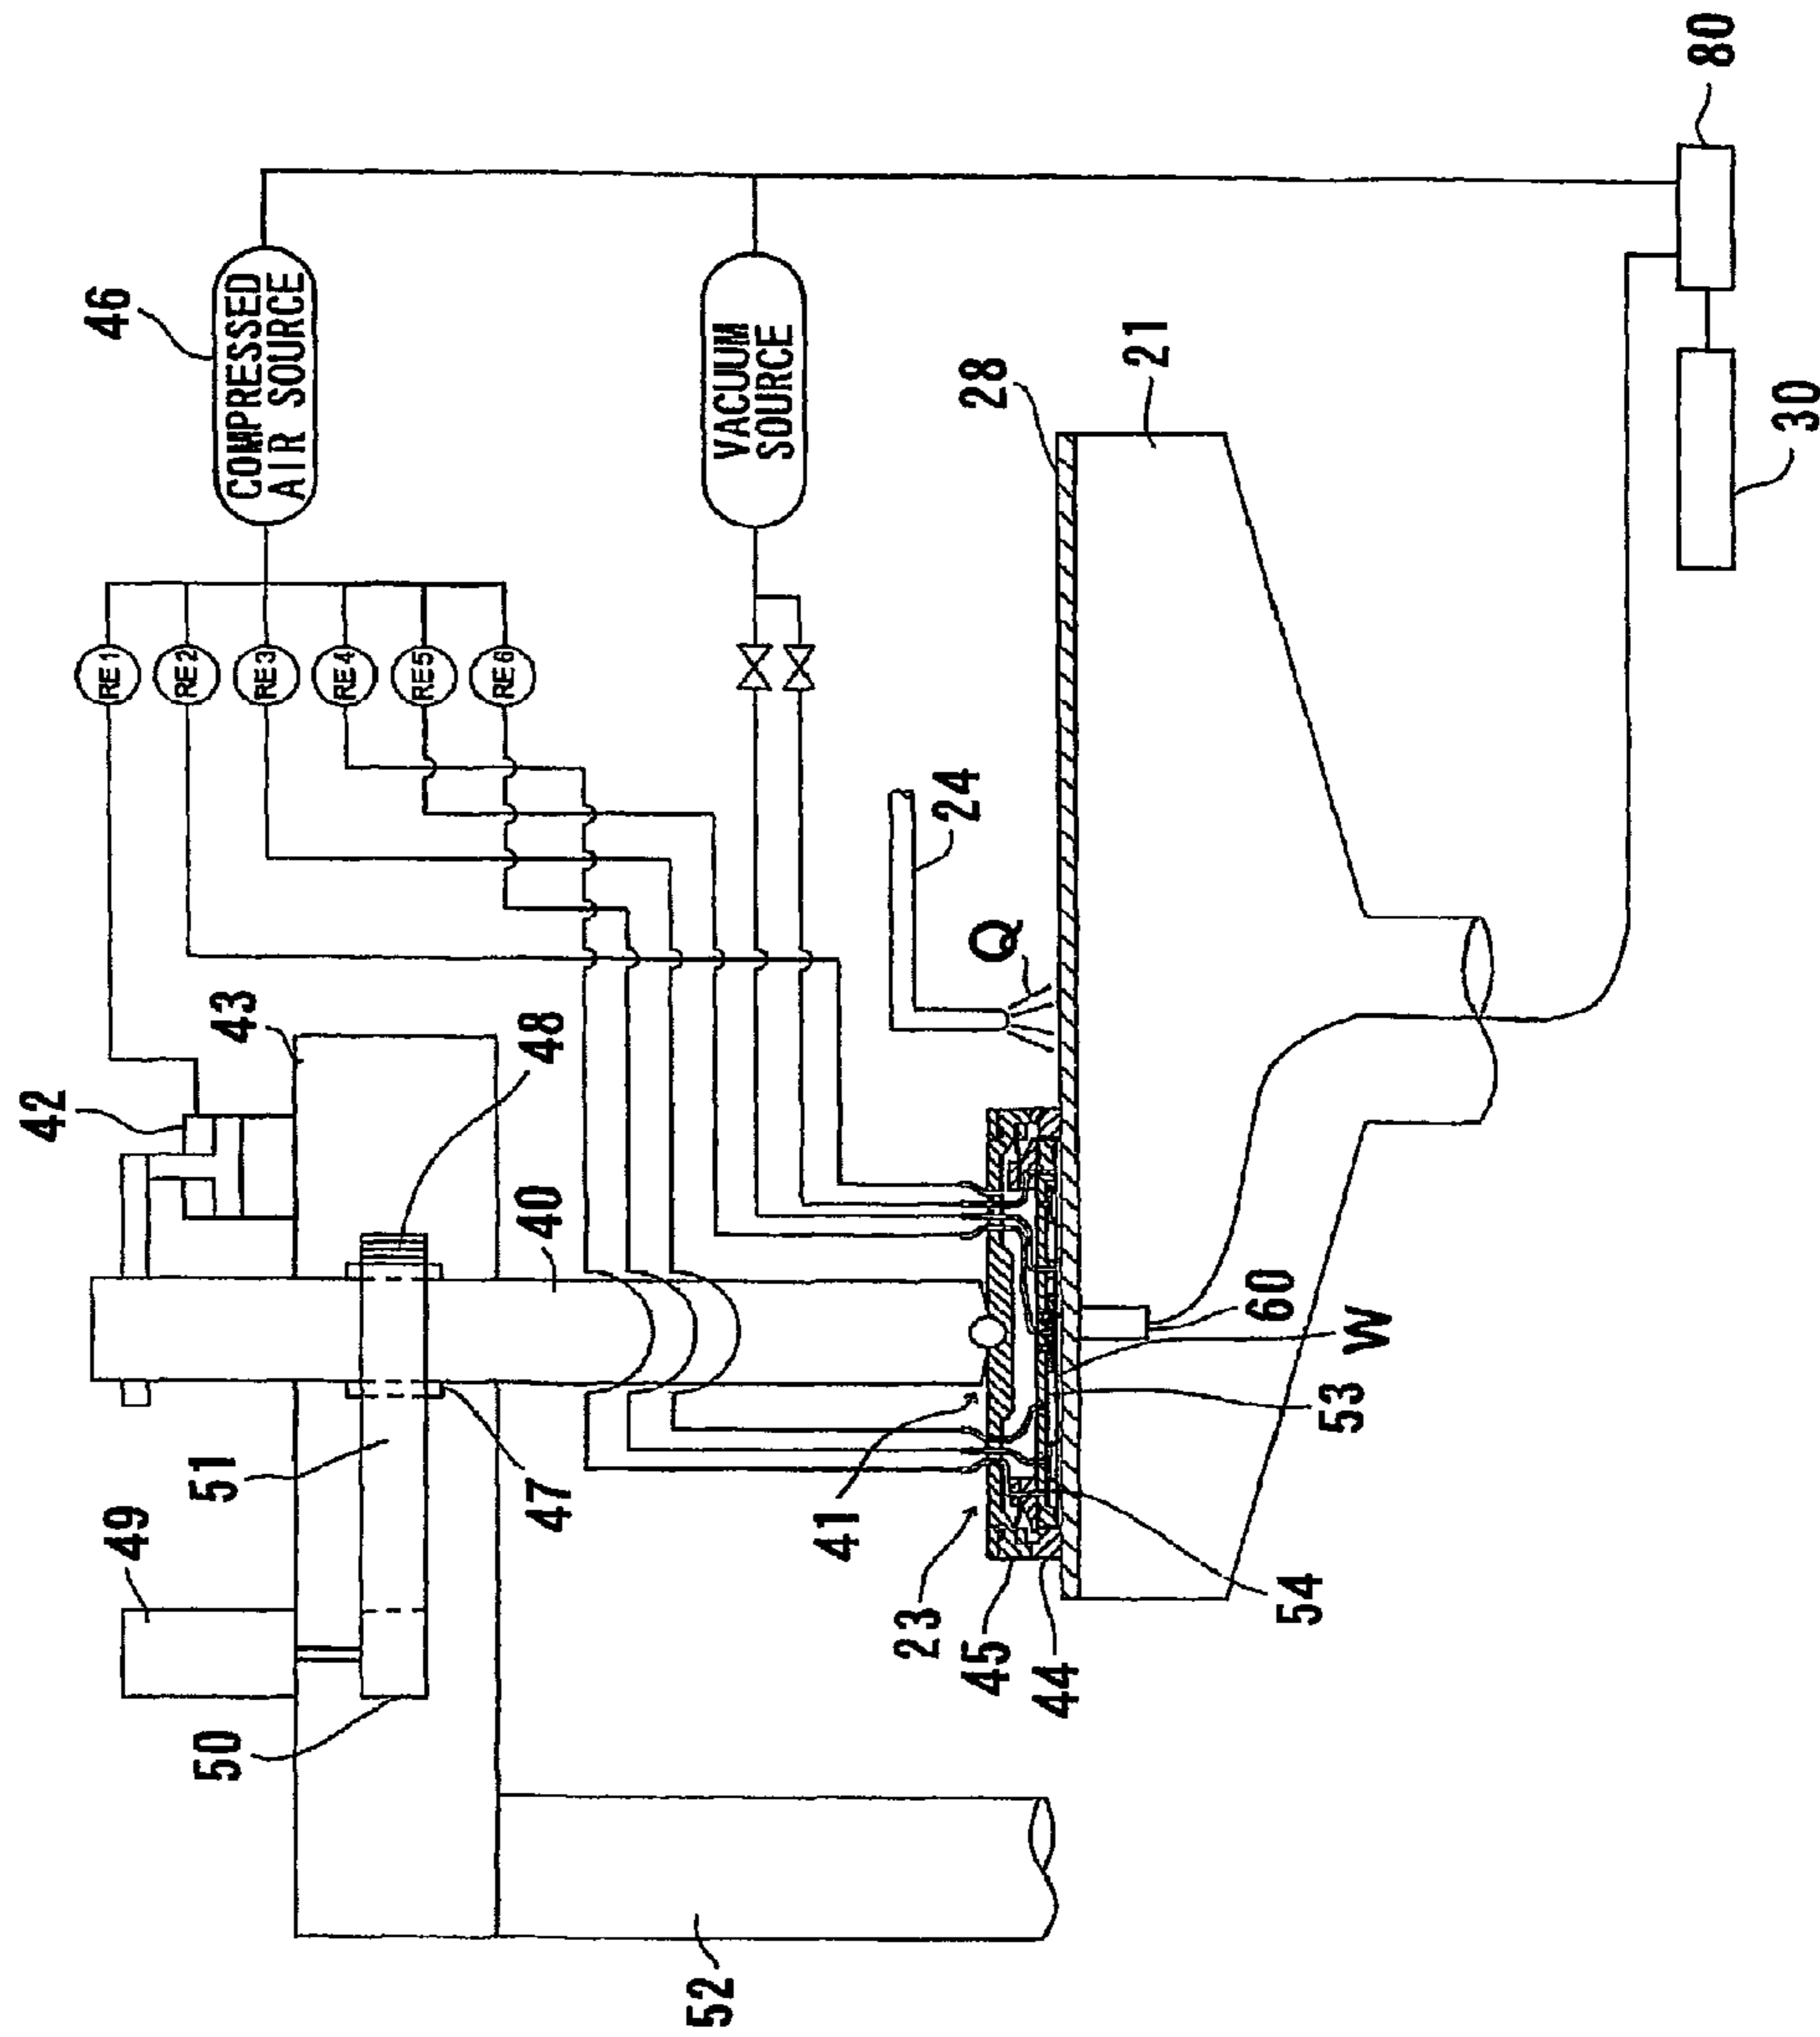 COMPRESSED
AIR SOURCE
46
VACUUM
SOURCE
RE1
RE2
RE3
RE4
RE5
RE6
42
43
48
40
49
51
47
50
52
41
23
45
44
54
53
W
60
24
Q
28
21
80
30